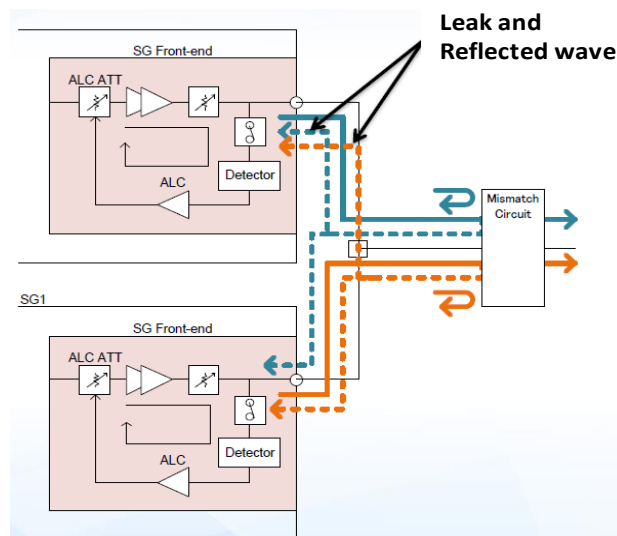 Leak and
Reflected wave
SG Front-end
ALC ATT
Detector
ALC
Mismatch
Circuit
SG1
SG Front-end
ALC ATT
Detector
ALC